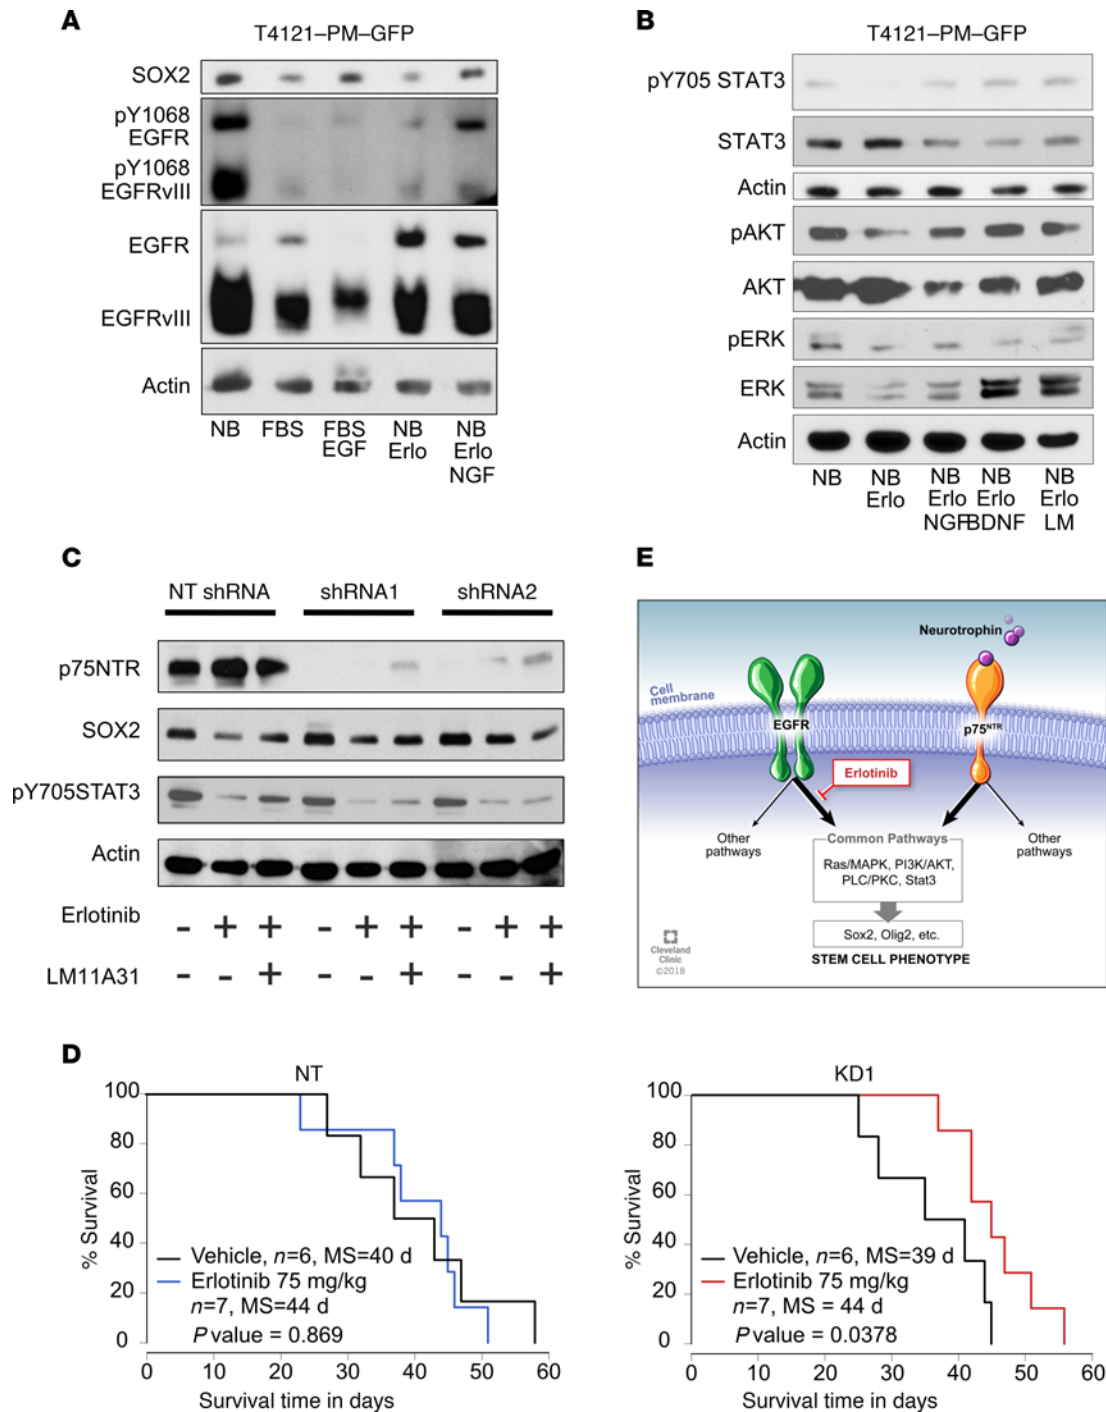 A
T4121–PM–GFP
SOX2
pY1068
EGFR
pY1068
EGFRvIII
EGFR
EGFRvIII
Actin
NB FBS FBS NB NB
EGF Erlo Erlo
NGF
B
T4121–PM–GFP
pY705 STAT3
STAT3
Actin
pAKT
AKT
pERK
ERK
Actin
NB NB NB NB NB
Erlo Erlo Erlo Erlo
NGF BDNF LM
C
NT shRNA shRNA1 shRNA2
p75NTR
SOX2
pY705STAT3
Actin
Erlotinib - + + - + + - + +
LM11A31 - - + - - + - - +
E
Neurotrophin
Cell
membrane
EGFR
p75NTR
Erlotinib
Other
pathways
Common Pathways
Ras/MAPK, PI3K/AKT,
PLC/PKC, Stat3
Other
pathways
Sox2, Olig2, etc.
STEM CELL PHENOTYPE
Cleveland
Clinic
©2018
D
NT
% Survival
100
80
60
40
20
0
Vehicle, n=6, MS=40 d
Erlotinib 75 mg/kg
n=7, MS=44 d
P value = 0.869
0 10 20 30 40 50 60
Survival time in days
KD1
% Survival
100
80
60
40
20
0
Vehicle, n=6, MS=39 d
Erlotinib 75 mg/kg
n=7, MS = 44 d
P value = 0.0378
0 10 20 30 40 50 60
Survival time in days